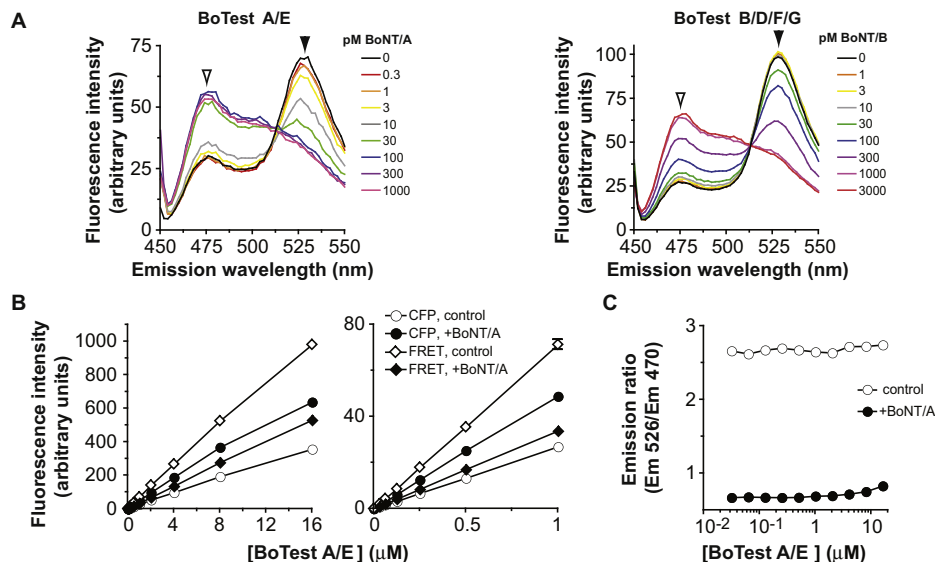 A
BoTest A/E
Fluorescence intensity
(arbitrary units)
75
50
25
0
450 475 500 525 550
Emission wavelength (nm)
pM BoNT/A
0
0.3
1
3
10
30
100
300
1000
BoTest B/D/F/G
Fluorescence intensity
(arbitrary units)
100
75
50
25
0
450 475 500 525 550
Emission wavelength (nm)
pM BoNT/B
0
1
3
10
30
100
300
1000
3000
B
Fluorescence intensity
(arbitrary units)
1000
800
600
400
200
0
0 4 8 12 16
80
40
0
0 0.5 1
CFP, control
CFP, +BoNT/A
FRET, control
FRET, +BoNT/A
[BoTest A/E ] (μM)
C
Emission ratio
(Em 526/Em 470)
3
2
1
10-2 10-1 1 10
control
+BoNT/A
[BoTest A/E ] (μM)